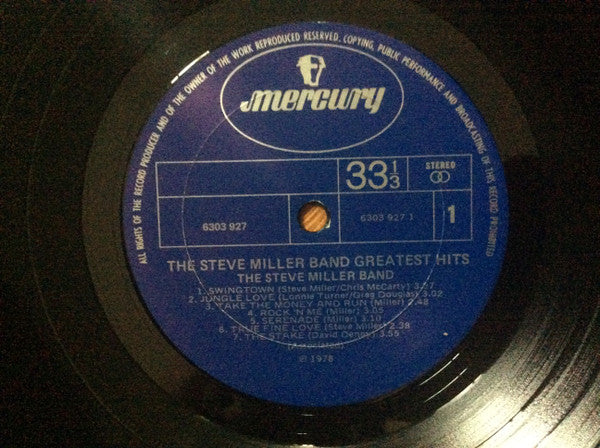 ALL RIGHTS OF THE RECORD PRODUCER AND OF THE OWNER OF THE WORK REPRODUCED RESERVED. COPYING, PUBLIC PERFORMANCE AND BROADCASTING OF THIS RECORD PROHIBITED
mercury
33 1/3
STEREO
6303 927
6303 927 1
1
THE STEVE MILLER BAND GREATEST HITS
THE STEVE MILLER BAND
1. SWINGTOWN (Steve Miller/Chris McCarty) 3.27
2. JUNGLE LOVE (Lonnie Turner/Greg Douglas) 3.02
3. TAKE THE MONEY AND RUN (Miller) 2.48
4. ROCK 'N ME (Miller) 3.05
5. SERENADE (Miller) 3.10
6. TRUE FINE LOVE (Steve Miller) 2.38
7. THE STAKE (David Denny) 3.55
℗ 1978